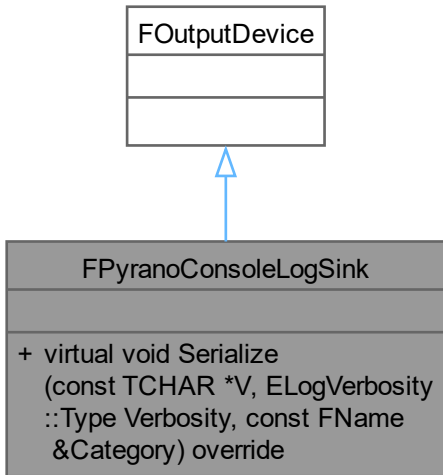 FOutputDevice
FPyranoConsoleLogSink
+ virtual void Serialize
(const TCHAR *V, ELogVerbosity
::Type Verbosity, const FName
&Category) override